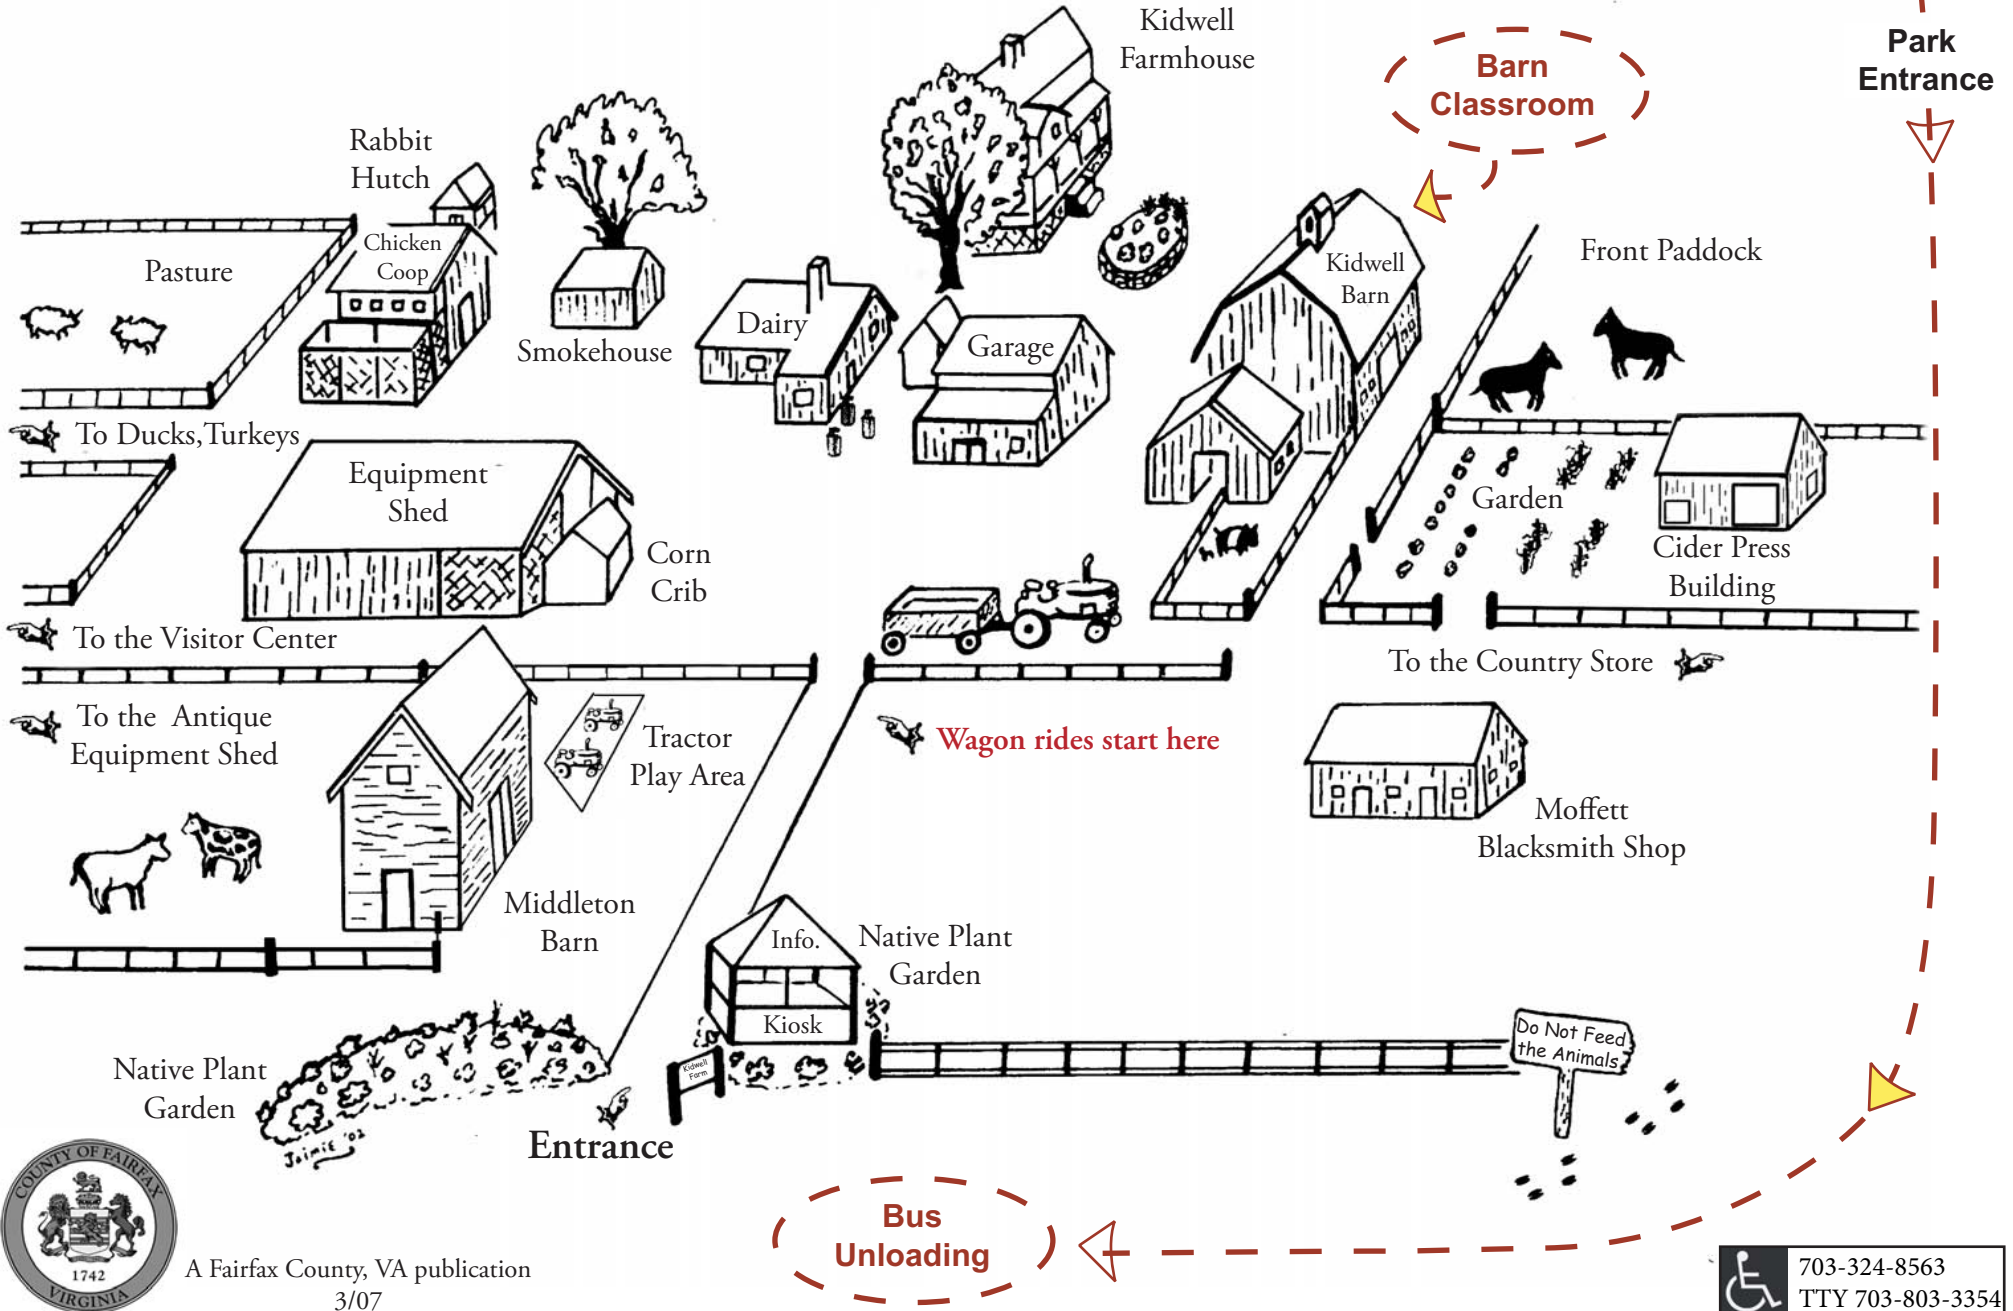 Kidwell
Farmhouse
Barn
Classroom
Park
Entrance
Rabbit
Hutch
Chicken
Coop
Pasture
Smokehouse
Dairy
Garage
Kidwell
Barn
Front Paddock
To Ducks,Turkeys
Equipment
Shed
Corn
Crib
Garden
Cider Press
Building
To the Visitor Center
To the Country Store
To the Antique
Equipment Shed
Tractor
Play Area
Wagon rides start here
Moffett
Blacksmith Shop
Middleton
Barn
Info.
Kiosk
Native Plant
Garden
Native Plant
Garden
Kidwell
Farm
Do Not Feed
the Animals
Jaimie '02
Entrance
Bus
Unloading
COUNTY OF FAIRFAX
1742
VIRGINIA
A Fairfax County, VA publication
3/07
703-324-8563
TTY 703-803-3354